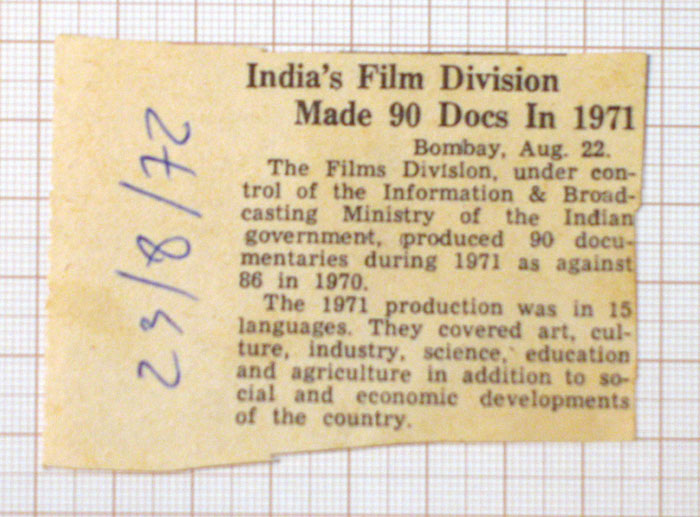 India's Film Division
Made 90 Docs In 1971
Bombay, Aug. 22.
The Films Division, under con-
trol of the Information & Broad-
casting Ministry of the Indian
government, produced 90 docu-
mentaries during 1971 as against
86 in 1970.
The 1971 production was in 15
languages. They covered art, cul-
ture, industry, science, education
and agriculture in addition to so-
cial and economic developments
of the country.
23/8/72